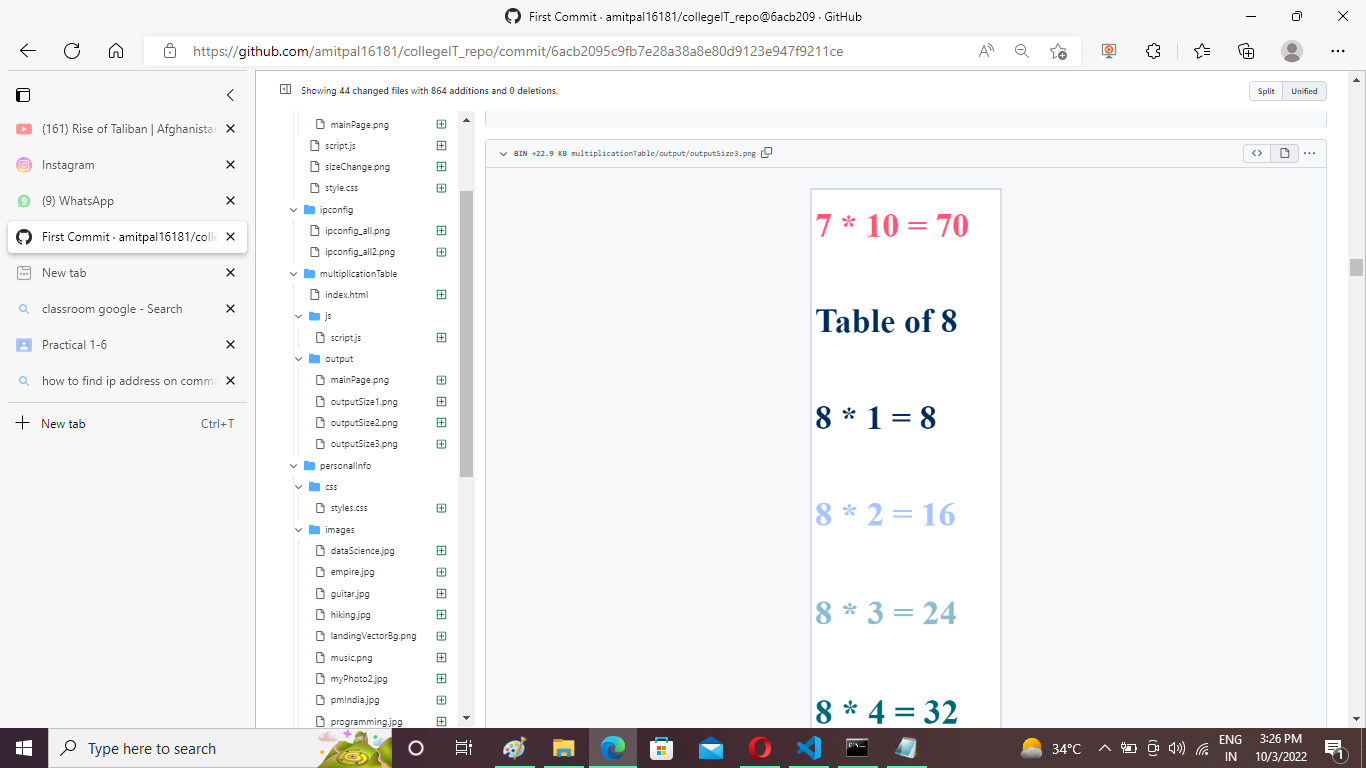 First Commit · amitpal16181/collegeIT_repo@6acb209 · GitHub
https://github.com/amitpal16181/collegeIT_repo/commit/6acb2095c9fb7e28a38a8e80d9123e947f9211ce
(161) Rise of Taliban | Afghanistan
Instagram
(9) WhatsApp
First Commit · amitpal16181/colle
New tab
classroom google - Search
Practical 1-6
how to find ip address on comma
New tab Ctrl+T
Showing 44 changed files with 864 additions and 0 deletions.
Split Unified
mainPage.png
script.js
sizeChange.png
style.css
ipconfig
ipconfig_all.png
ipconfig_all2.png
multiplicationTable
index.html
js
script.js
output
mainPage.png
outputSize1.png
outputSize2.png
outputSize3.png
personalInfo
css
styles.css
images
dataScience.jpg
empire.jpg
guitar.jpg
hiking.jpg
landingVectorBg.png
music.png
myPhoto2.jpg
pmIndia.jpg
programming.jpg
BIN +22.9 KB multiplicationTable/output/outputSize3.png
7 * 10 = 70
Table of 8
8 * 1 = 8
8 * 2 = 16
8 * 3 = 24
8 * 4 = 32
Type here to search
34°C
ENG
IN
3:26 PM
10/3/2022
1